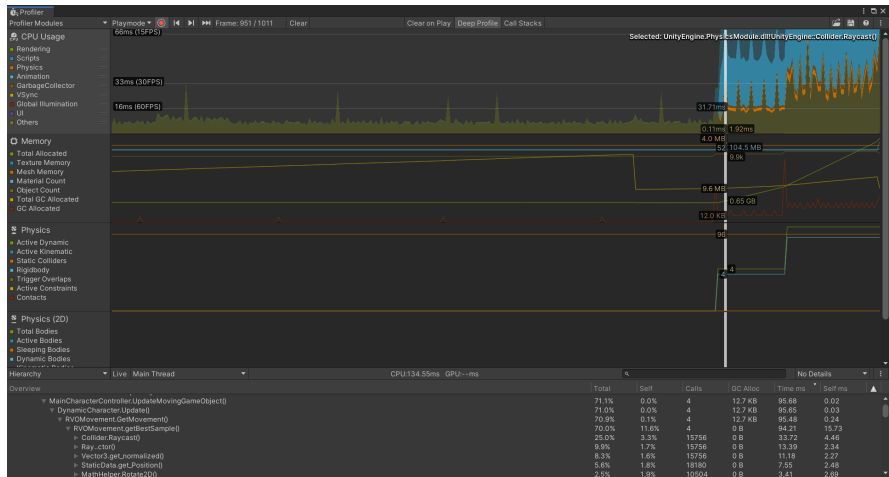 Profiler
Profiler Modules Playmode Frame: 951 / 1011 Clear Clear on Play Deep Profile Call Stacks
CPU Usage
Rendering
Scripts
Physics
Animation
GarbageCollector
VSync
Global Illumination
UI
Others
66ms (15FPS)
Selected: UnityEngine.PhysicsModule.dll!UnityEngine::Collider.Raycast()
33ms (30FPS)
16ms (60FPS)
31.71ms
0.11ms 1.92ms
Memory
Total Allocated
Texture Memory
Mesh Memory
Material Count
Object Count
Total GC Allocated
GC Allocated
4.0 MB
52 104.5 MB
9.9k
9.6 MB
0.65 GB
12.0 KB
Physics
Active Dynamic
Active Kinematic
Static Colliders
Rigidbody
Trigger Overlaps
Active Constraints
Contacts
96
4
4
Physics (2D)
Total Bodies
Active Bodies
Sleeping Bodies
Dynamic Bodies
Hierarchy Live Main Thread CPU:134.55ms GPU:--ms No Details
Overview Total Self Calls GC Alloc Time ms Self ms
MainCharacterController.UpdateMovingGameObject() 71.1% 0.0% 4 12.7 KB 95.68 0.02
DynamicCharacter.Update() 71.0% 0.0% 4 12.7 KB 95.65 0.03
RVOMovement.GetMovement() 70.9% 0.1% 4 12.7 KB 95.48 0.24
RVOMovement.getBestSample() 70.0% 11.6% 4 0 B 94.21 15.73
Collider.Raycast() 25.0% 3.3% 15756 0 B 33.72 4.46
Ray..ctor() 9.9% 1.7% 15756 0 B 13.39 2.34
Vector3.get_normalized() 8.3% 1.6% 15756 0 B 11.18 2.27
StaticData.get_Position() 5.6% 1.8% 18180 0 B 7.55 2.48
MathHelper.Rotate2D() 2.5% 1.9% 10504 0 B 3.41 2.69